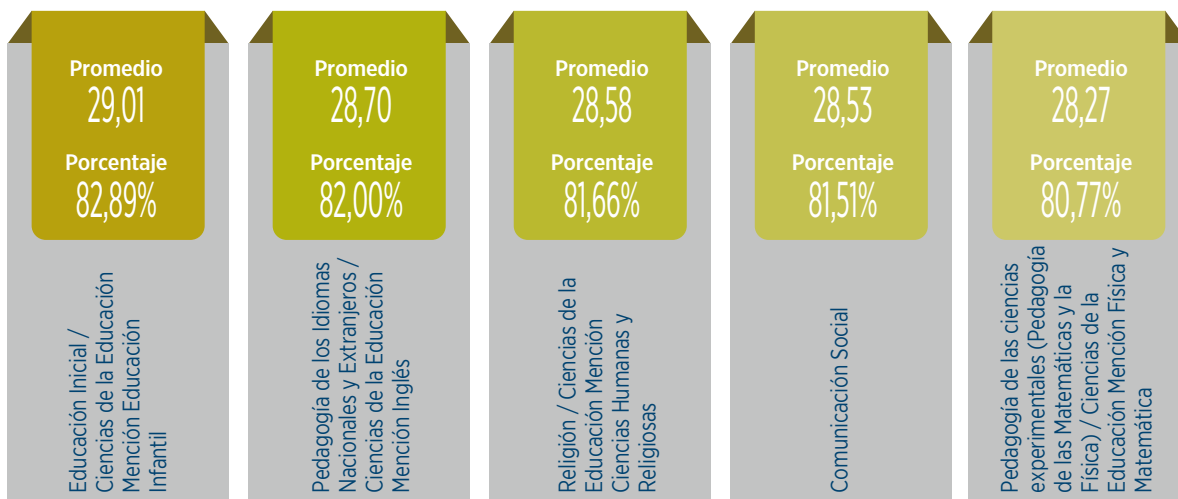 Promedio
29,01
Porcentaje
82,89%
Educación Inicial /
Ciencias de la Educación
Mención Educación
Infantil
Promedio
28,70
Porcentaje
82,00%
Pedagogía de los Idiomas
Nacionales y Extranjeros /
Ciencias de la Educación
Mención Inglés
Promedio
28,58
Porcentaje
81,66%
Religión / Ciencias de la
Educación Mención
Ciencias Humanas y
Religiosas
Promedio
28,53
Porcentaje
81,51%
Comunicación Social
Promedio
28,27
Porcentaje
80,77%
Pedagogía de las ciencias
experimentales (Pedagogía
de las Matemáticas y la
Física) / Ciencias de la
Educación Mención Física y
Matemática